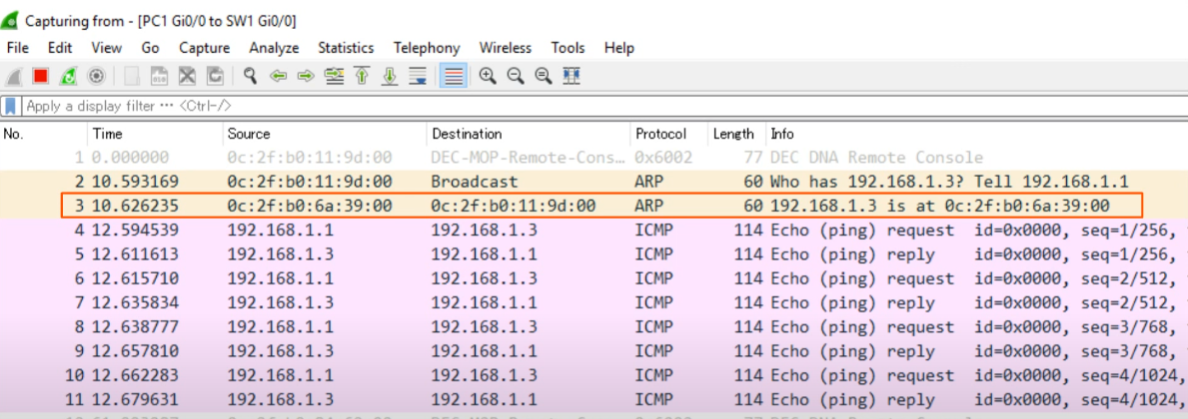 Capturing from - [PC1 Gi0/0 to SW1 Gi0/0]
File Edit View Go Capture Analyze Statistics Telephony Wireless Tools Help
Apply a display filter ··· <Ctrl-/>
No. Time Source Destination Protocol Length Info
1 0.000000 0c:2f:b0:11:9d:00 DEC-MOP-Remote-Cons… 0x6002 77 DEC DNA Remote Console
2 10.593169 0c:2f:b0:11:9d:00 Broadcast ARP 60 Who has 192.168.1.3? Tell 192.168.1.1
3 10.626235 0c:2f:b0:6a:39:00 0c:2f:b0:11:9d:00 ARP 60 192.168.1.3 is at 0c:2f:b0:6a:39:00
4 12.594539 192.168.1.1 192.168.1.3 ICMP 114 Echo (ping) request id=0x0000, seq=1/256,
5 12.611613 192.168.1.3 192.168.1.1 ICMP 114 Echo (ping) reply id=0x0000, seq=1/256,
6 12.615710 192.168.1.1 192.168.1.3 ICMP 114 Echo (ping) request id=0x0000, seq=2/512,
7 12.635834 192.168.1.3 192.168.1.1 ICMP 114 Echo (ping) reply id=0x0000, seq=2/512,
8 12.638777 192.168.1.1 192.168.1.3 ICMP 114 Echo (ping) request id=0x0000, seq=3/768,
9 12.657810 192.168.1.3 192.168.1.1 ICMP 114 Echo (ping) reply id=0x0000, seq=3/768,
10 12.662283 192.168.1.1 192.168.1.3 ICMP 114 Echo (ping) request id=0x0000, seq=4/1024,
11 12.679631 192.168.1.3 192.168.1.1 ICMP 114 Echo (ping) reply id=0x0000, seq=4/1024,